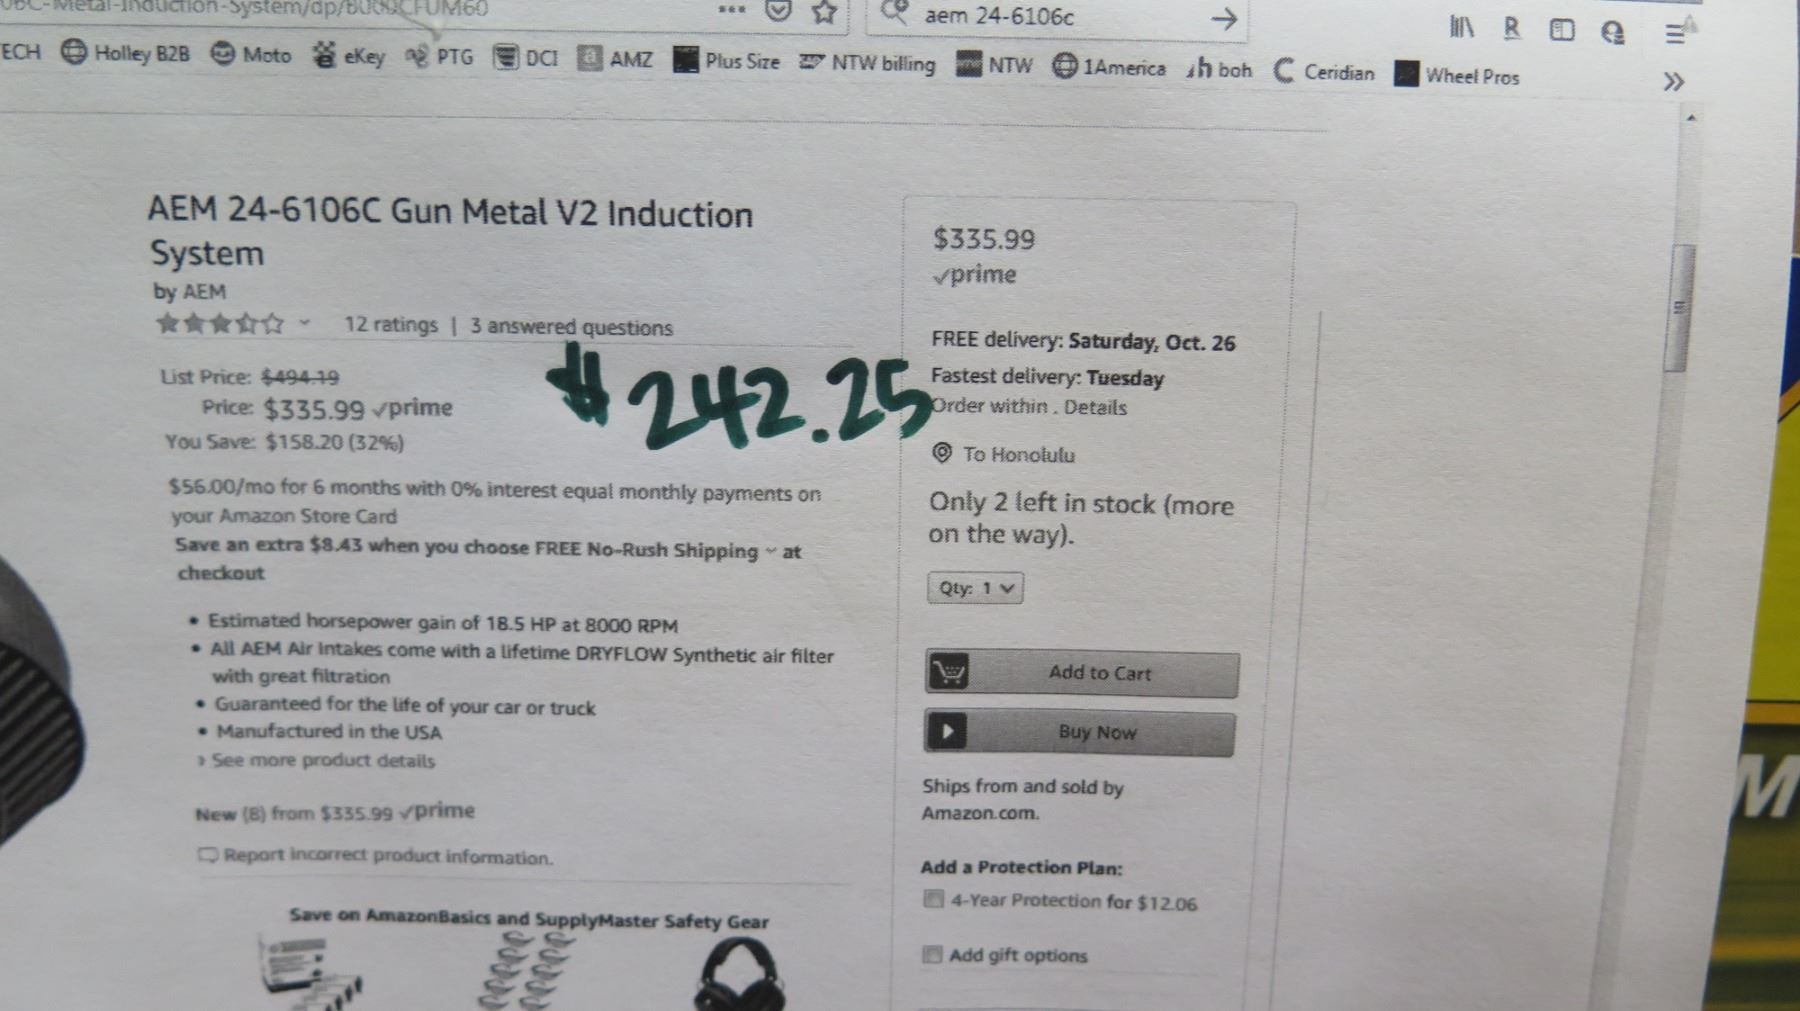 aem 24-6106c
ECH Holley B2B Moto eKey PTG DCI AMZ Plus Size NTW billing NTW 1America boh Ceridian Wheel Pros
AEM 24-6106C Gun Metal V2 Induction
System
by AEM
12 ratings | 3 answered questions
List Price: $494.19
Price: $335.99 prime
You Save: $158.20 (32%)
$242.25
$56.00/mo for 6 months with 0% interest equal monthly payments on
your Amazon Store Card
Save an extra $8.43 when you choose FREE No-Rush Shipping at
checkout
• Estimated horsepower gain of 18.5 HP at 8000 RPM
• All AEM Air Intakes come with a lifetime DRYFLOW Synthetic air filter
with great filtration
• Guaranteed for the life of your car or truck
• Manufactured in the USA
› See more product details
New (8) from $335.99 prime
Report incorrect product information.
Save on AmazonBasics and SupplyMaster Safety Gear
$335.99
prime
FREE delivery: Saturday, Oct. 26
Fastest delivery: Tuesday
Order within . Details
To Honolulu
Only 2 left in stock (more
on the way).
Qty: 1
Add to Cart
Buy Now
Ships from and sold by
Amazon.com.
Add a Protection Plan:
4-Year Protection for $12.06
Add gift options
M